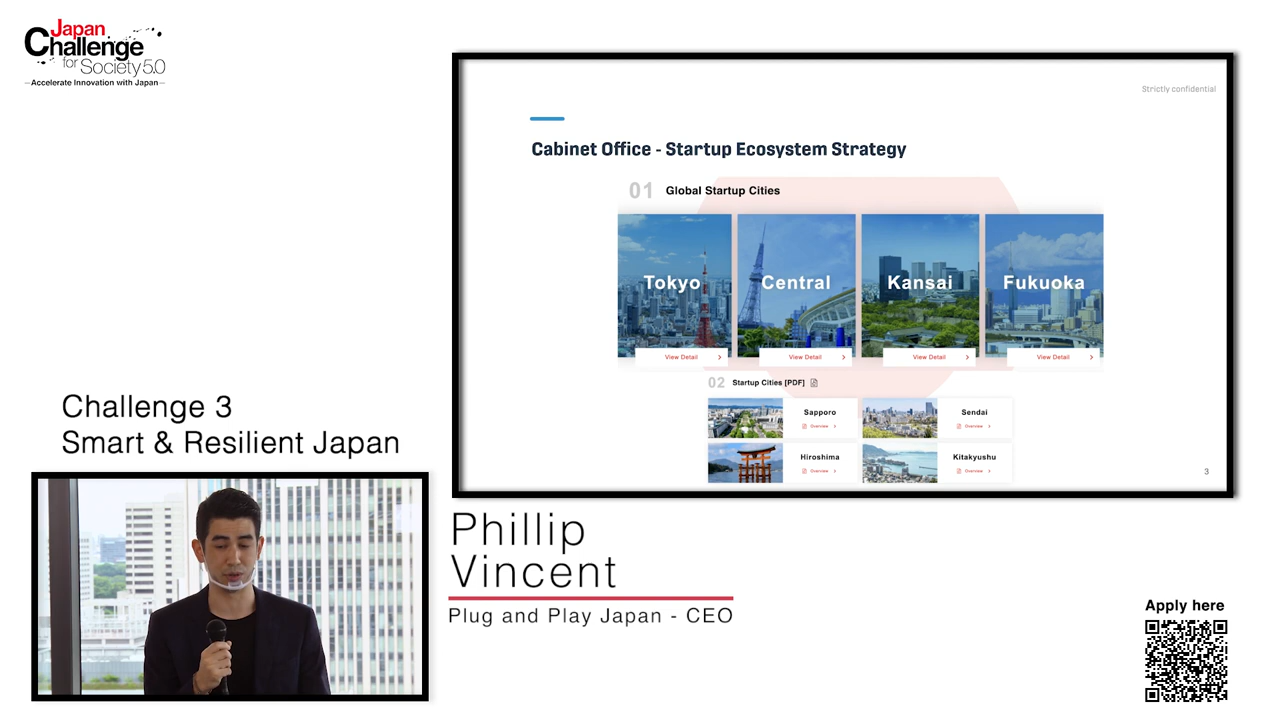 Japan
Challenge
for Society 5.0
Accelerate Innovation with Japan
Strictly confidential
Cabinet Office - Startup Ecosystem Strategy
01 Global Startup Cities
Tokyo Central Kansai Fukuoka
View Detail View Detail View Detail View Detail
02 Startup Cities [PDF]
Sapporo Sendai
Overview Overview
Hiroshima Kitakyushu
Overview Overview
3
Challenge 3
Smart & Resilient Japan
Phillip
Vincent
Plug and Play Japan - CEO
Apply here